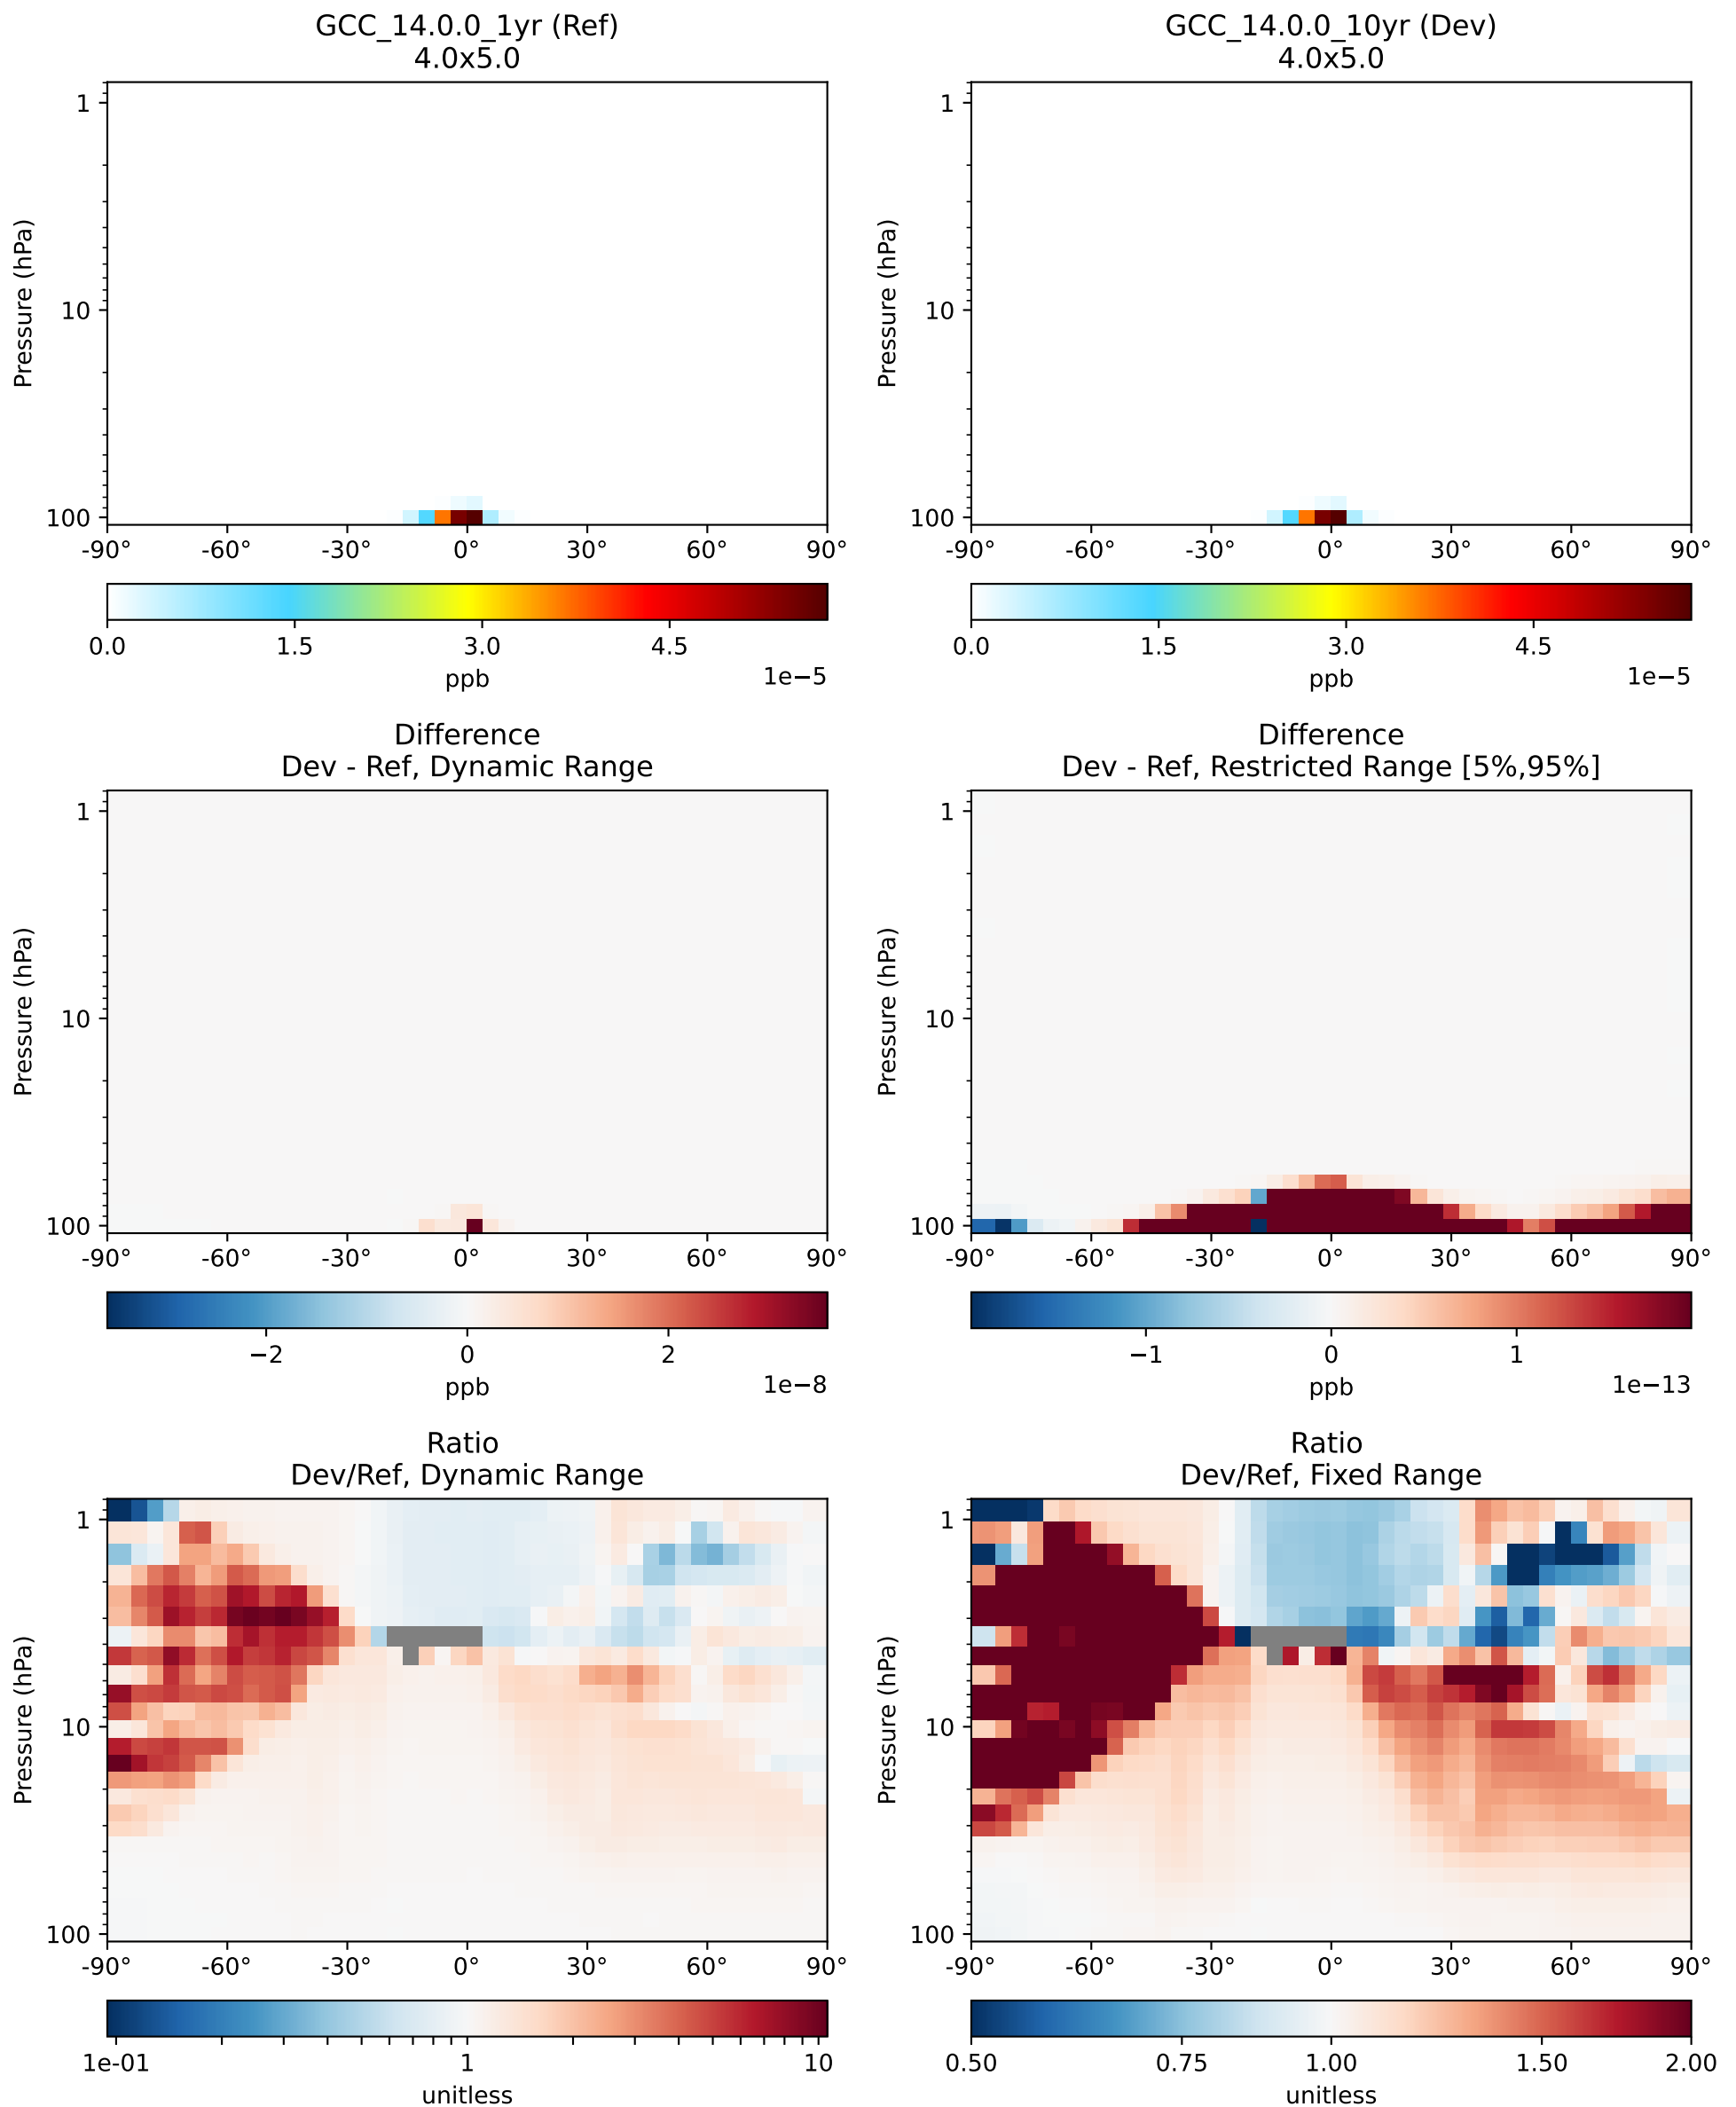 GCC_14.0.0_1yr (Ref)
4.0x5.0
GCC_14.0.0_10yr (Dev)
4.0x5.0
Pressure (hPa)
1
10
100
-90° -60° -30° 0° 30° 60° 90°
0.0 1.5 3.0 4.5
1e−5
ppb
Pressure (hPa)
1
10
100
-90° -60° -30° 0° 30° 60° 90°
0.0 1.5 3.0 4.5
1e−5
ppb
Difference
Dev - Ref, Dynamic Range
Difference
Dev - Ref, Restricted Range [5%,95%]
Pressure (hPa)
1
10
100
-90° -60° -30° 0° 30° 60° 90°
−2 0 2
1e−8
ppb
Pressure (hPa)
1
10
100
-90° -60° -30° 0° 30° 60° 90°
−1 0 1
1e−13
ppb
Ratio
Dev/Ref, Dynamic Range
Ratio
Dev/Ref, Fixed Range
Pressure (hPa)
1
10
100
-90° -60° -30° 0° 30° 60° 90°
1e-01 1 10
unitless
Pressure (hPa)
1
10
100
-90° -60° -30° 0° 30° 60° 90°
0.50 0.75 1.00 1.50 2.00
unitless